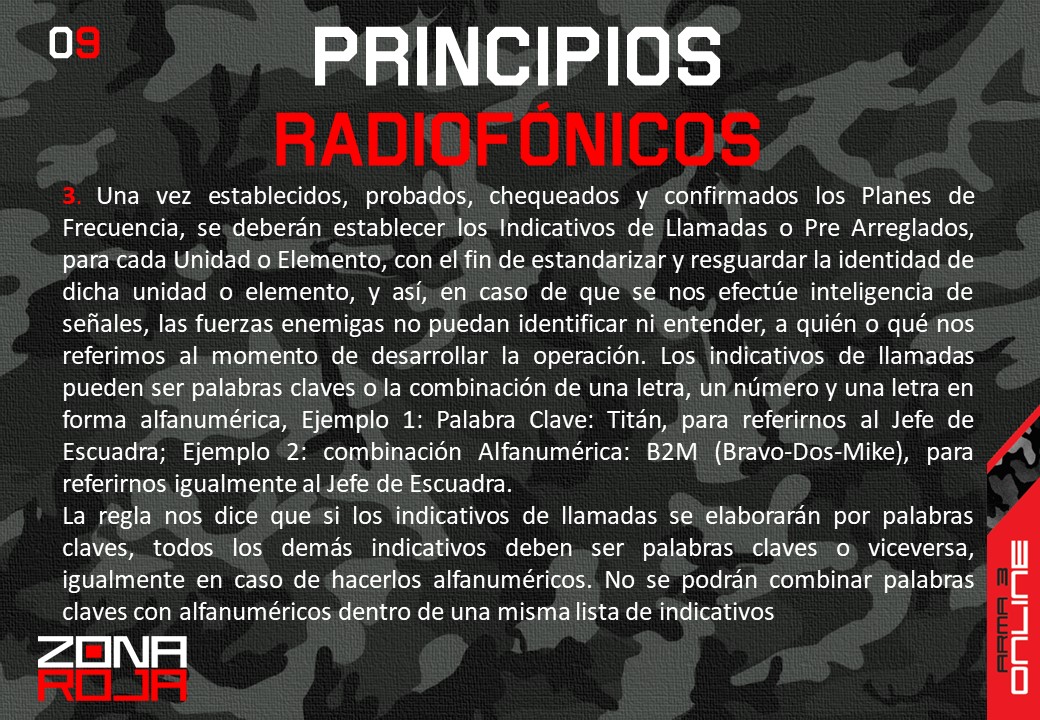 09
PRINCIPIOS
RADIOFÓNICOS
3. Una vez establecidos, probados, chequeados y confirmados los Planes de
Frecuencia, se deberán establecer los Indicativos de Llamadas o Pre Arreglados,
para cada Unidad o Elemento, con el fin de estandarizar y resguardar la identidad de
dicha unidad o elemento, y así, en caso de que se nos efectúe inteligencia de
señales, las fuerzas enemigas no puedan identificar ni entender, a quién o qué nos
referimos al momento de desarrollar la operación. Los indicativos de llamadas
pueden ser palabras claves o la combinación de una letra, un número y una letra en
forma alfanumérica, Ejemplo 1: Palabra Clave: Titán, para referirnos al Jefe de
Escuadra; Ejemplo 2: combinación Alfanumérica: B2M (Bravo-Dos-Mike), para
referirnos igualmente al Jefe de Escuadra.
La regla nos dice que si los indicativos de llamadas se elaborarán por palabras
claves, todos los demás indicativos deben ser palabras claves o viceversa,
igualmente en caso de hacerlos alfanuméricos. No se podrán combinar palabras
claves con alfanuméricos dentro de una misma lista de indicativos
ZONA
ROJA
ARMA 3
ONLINE